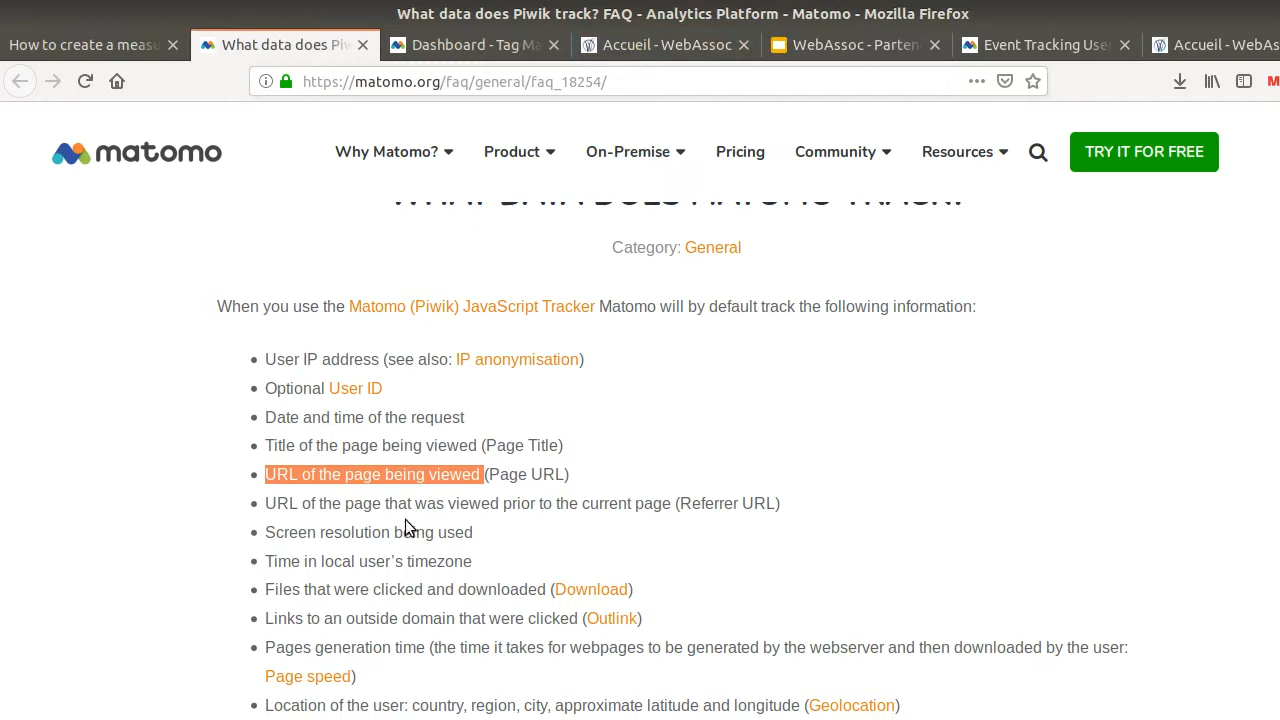 What data does Piwik track? FAQ - Analytics Platform - Matomo - Mozilla Firefox
How to create a measu
What data does Piw
Dashboard - Tag Ma
Accueil - WebAssoc
WebAssoc - Parten
Event Tracking User
Accueil - WebAs
https://matomo.org/faq/general/faq_18254/
matomo
Why Matomo?
Product
On-Premise
Pricing
Community
Resources
TRY IT FOR FREE
WHAT DATA DOES MATOMO TRACK?
Category: General
When you use the Matomo (Piwik) JavaScript Tracker Matomo will by default track the following information:
User IP address (see also: IP anonymisation)
Optional User ID
Date and time of the request
Title of the page being viewed (Page Title)
URL of the page being viewed (Page URL)
URL of the page that was viewed prior to the current page (Referrer URL)
Screen resolution being used
Time in local user’s timezone
Files that were clicked and downloaded (Download)
Links to an outside domain that were clicked (Outlink)
Pages generation time (the time it takes for webpages to be generated by the webserver and then downloaded by the user:
Page speed)
Location of the user: country, region, city, approximate latitude and longitude (Geolocation)